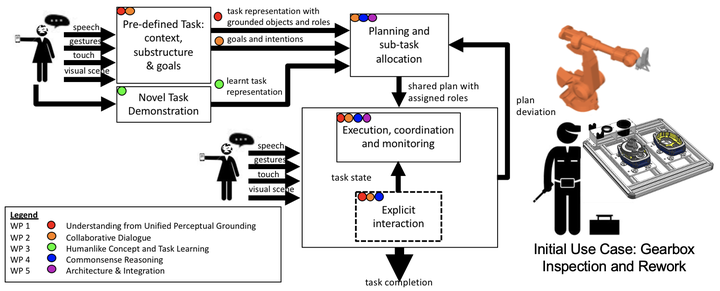 speech
gestures
touch
visual scene
Pre-defined Task:
context,
substructure
& goals
Novel Task
Demonstration
task representation with
grounded objects and roles
goals and intentions
learnt task
representation
Planning and
sub-task
allocation
shared plan with
assigned roles
plan
deviation
speech
gestures
touch
visual scene
Execution, coordination
and monitoring
task state
Explicit
interaction
task completion
Legend
WP 1 Understanding from Unified Perceptual Grounding
WP 2 Collaborative Dialogue
WP 3 Humanlike Concept and Task Learning
WP 4 Commonsense Reasoning
WP 5 Architecture & Integration
Initial Use Case: Gearbox
Inspection and Rework